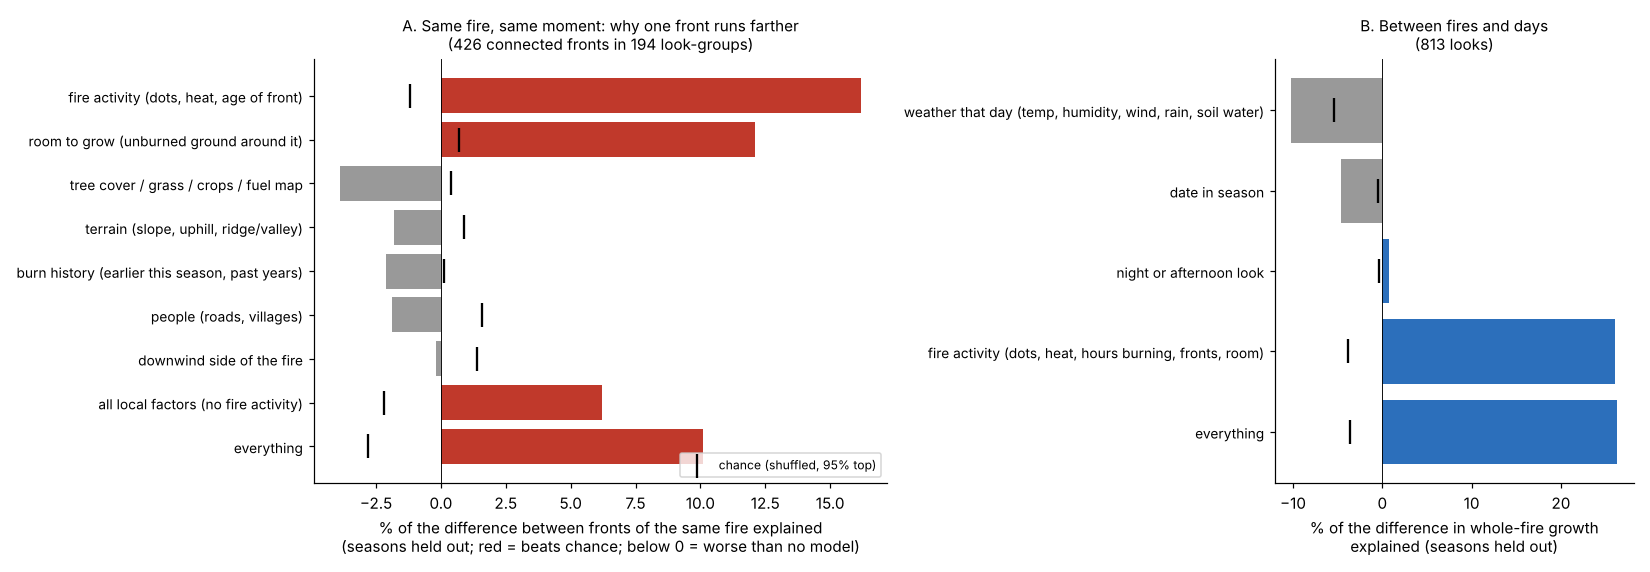 A. Same fire, same moment: why one front runs farther
(426 connected fronts in 194 look-groups)
fire activity (dots, heat, age of front)
room to grow (unburned ground around it)
tree cover / grass / crops / fuel map
terrain (slope, uphill, ridge/valley)
burn history (earlier this season, past years)
people (roads, villages)
downwind side of the fire
all local factors (no fire activity)
everything
chance (shuffled, 95% top)
−2.5 0.0 2.5 5.0 7.5 10.0 12.5 15.0
% of the difference between fronts of the same fire explained
(seasons held out; red = beats chance; below 0 = worse than no model)
B. Between fires and days
(813 looks)
weather that day (temp, humidity, wind, rain, soil water)
date in season
night or afternoon look
fire activity (dots, heat, hours burning, fronts, room)
everything
−10 0 10 20
% of the difference in whole-fire growth
explained (seasons held out)